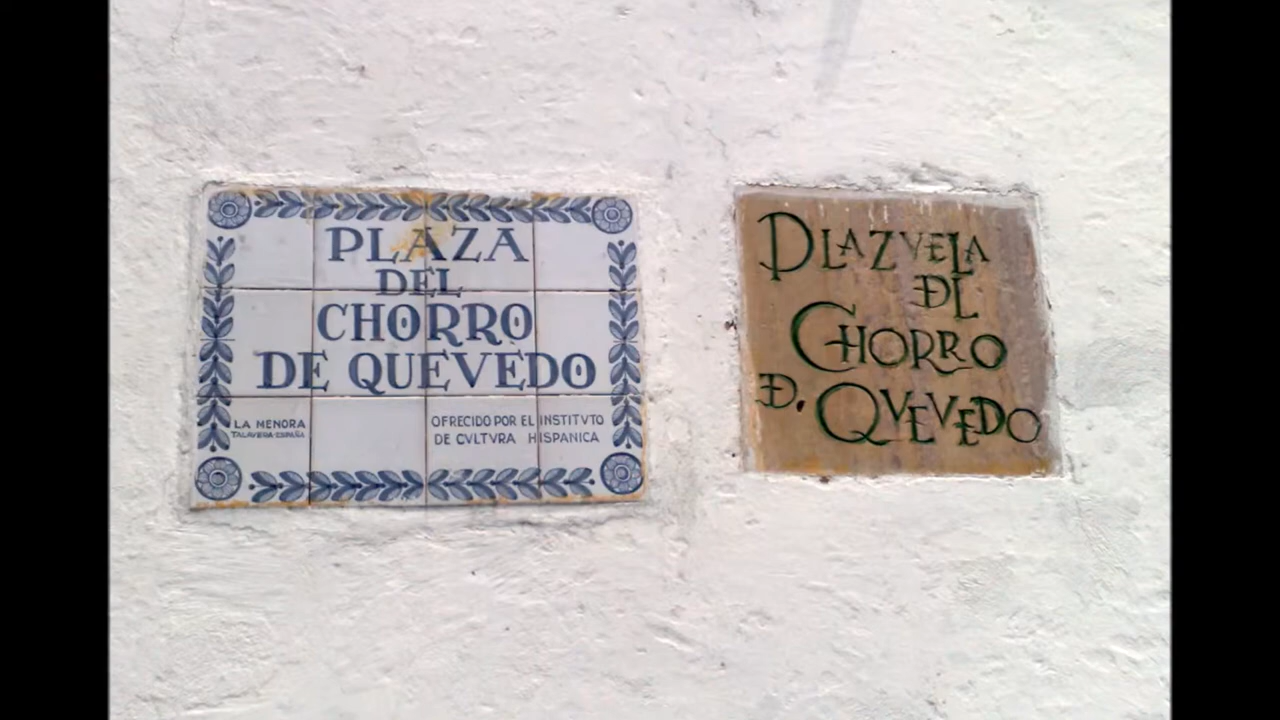 PLAZA
DEL
CHORRO
DE QUEVEDO
LA MENORA
TALAVERA-ESPAÑA
OFRECIDO POR EL INSTITVTO
DE CVLTVRA HISPANICA
PLAZVELA
DL
CHORRO
D. QVEVEDO